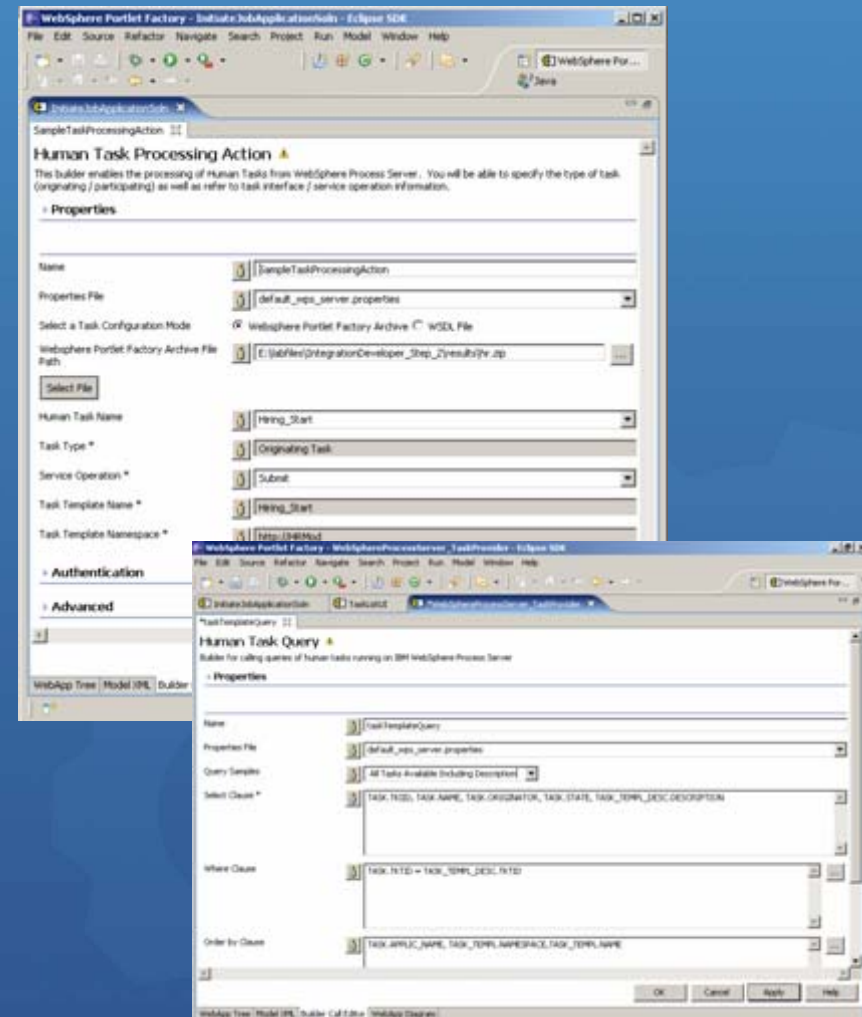 WebSphere Portlet Factory - InitiateJobApplicationSoln - Eclipse SDK
File Edit Source Refactor Navigate Search Project Run Model Window Help
WebSphere Por...
Java
InitiateJobApplicationSoln
SampleTaskProcessingAction
Human Task Processing Action
This builder enables the processing of Human Tasks from WebSphere Process Server. You will be able to specify the type of task
(originating / participating) as well as refer to task interface / service operation information.
Properties
Name
SampleTaskProcessingAction
Properties File
default_wps_server.properties
Select a Task Configuration Mode
Websphere Portlet Factory Archive
WSDL File
Websphere Portlet Factory Archive File
Path
E:\labfiles\IntegrationDeveloper_Step_2\results\hr.zip
...
Select File
Human Task Name
Hiring_Start
Task Type *
Originating Task
Service Operation *
Submit
Task Template Name *
Hiring_Start
Task Template Namespace *
http://HRMod
Authentication
Advanced
WebApp Tree Model XML Builder
WebSphere Portlet Factory - WebSphereProcessServer_TaskProvider - Eclipse SDK
File Edit Source Refactor Navigate Search Project Run Model Window Help
WebSphere Por...
InitiateJobApplicationSoln
TaskListUI
*WebSphereProcessServer_TaskProvider
*taskTemplateQuery
Human Task Query
Builder for calling queries of human tasks running on IBM WebSphere Process Server
Properties
Name
taskTemplateQuery
Properties File
default_wps_server.properties
Query Samples
All Tasks Available Including Description
Select Clause *
TASK.TKIID, TASK.NAME, TASK.ORIGINATOR, TASK.STATE, TASK_TEMPL_DESC.DESCRIPTION
Where Clause
TASK.TKTID = TASK_TEMPL_DESC.TKTID
...
Order by Clause
TASK.APPLIC_NAME, TASK_TEMPL.NAMESPACE,TASK_TEMPL.NAME
...
OK Cancel Apply Help
WebApp Tree Model XML Builder Call Editor WebApp Diagram